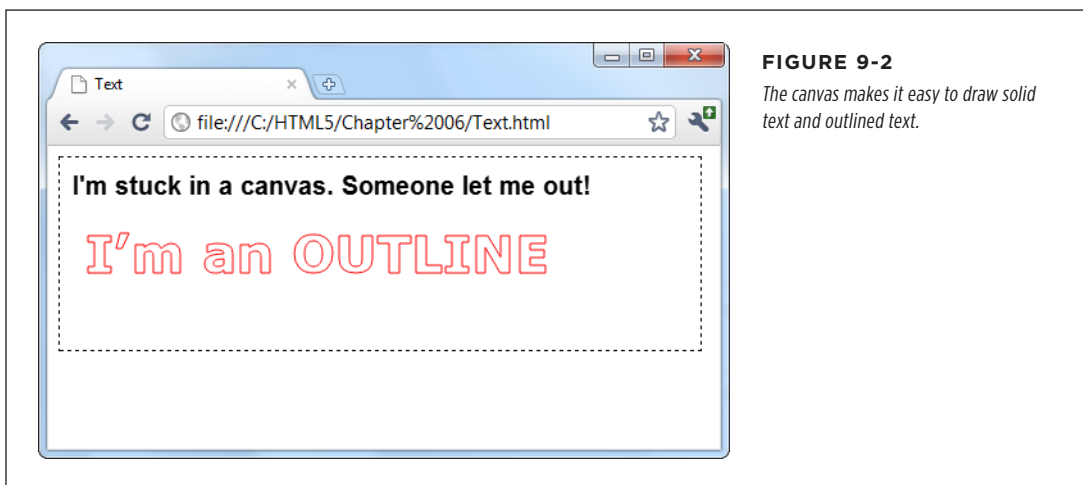 Text
file:///C:/HTML5/Chapter%2006/Text.html
I'm stuck in a canvas. Someone let me out!
I'm an OUTLINE
FIGURE 9-2
The canvas makes it easy to draw solid
text and outlined text.